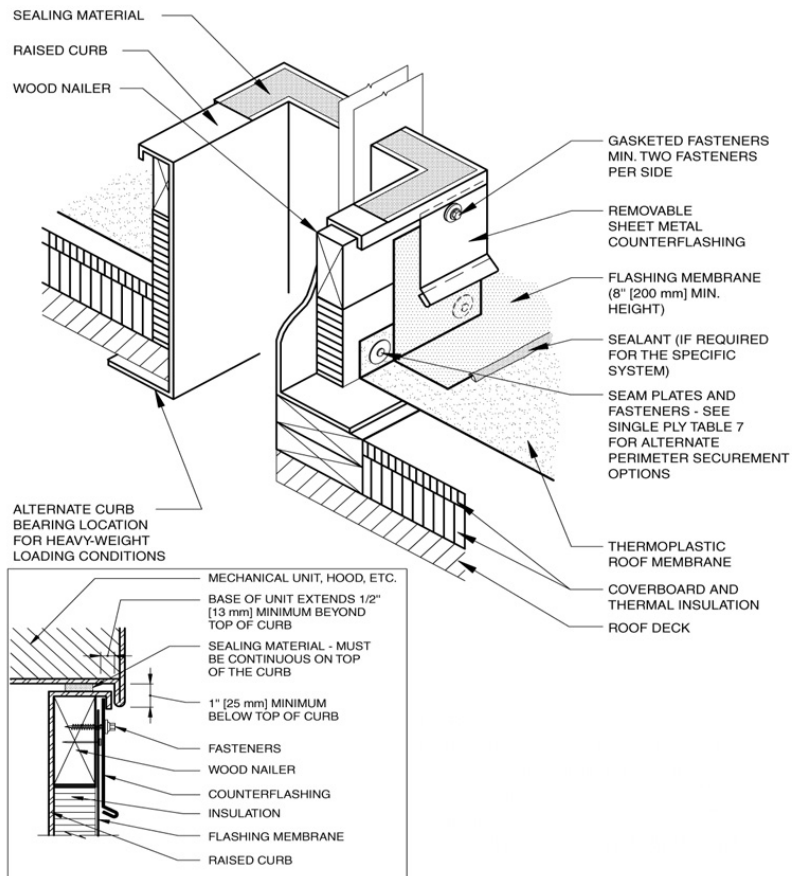 SEALING MATERIAL
RAISED CURB
WOOD NAILER
GASKETED FASTENERS
MIN. TWO FASTENERS
PER SIDE
REMOVABLE
SHEET METAL
COUNTERFLASHING
FLASHING MEMBRANE
(8" [200 mm] MIN.
HEIGHT)
SEALANT (IF REQUIRED
FOR THE SPECIFIC
SYSTEM)
SEAM PLATES AND
FASTENERS - SEE
SINGLE PLY TABLE 7
FOR ALTERNATE
PERIMETER SECUREMENT
OPTIONS
THERMOPLASTIC
ROOF MEMBRANE
COVERBOARD AND
THERMAL INSULATION
ROOF DECK
ALTERNATE CURB
BEARING LOCATION
FOR HEAVY-WEIGHT
LOADING CONDITIONS
MECHANICAL UNIT, HOOD, ETC.
BASE OF UNIT EXTENDS 1/2"
[13 mm] MINIMUM BEYOND
TOP OF CURB
SEALING MATERIAL - MUST
BE CONTINUOUS ON TOP
OF THE CURB
1" [25 mm] MINIMUM
BELOW TOP OF CURB
FASTENERS
WOOD NAILER
COUNTERFLASHING
INSULATION
FLASHING MEMBRANE
RAISED CURB